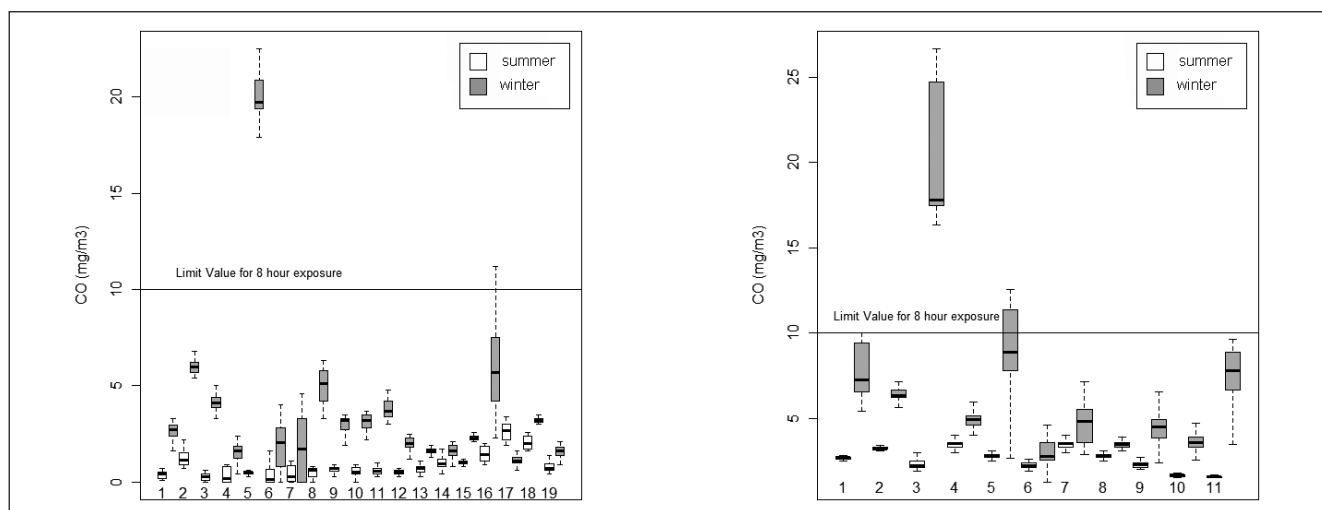 summer
winter
20
15
10
5
0
CO (mg/m3)
Limit Value for 8 hour exposure
1 2 3 4 5 6 7 8 9 10 11 12 13 14 15 16 17 18 19
summer
winter
25
20
15
10
5
CO (mg/m3)
Limit Value for 8 hour exposure
1 2 3 4 5 6 7 8 9 10 11